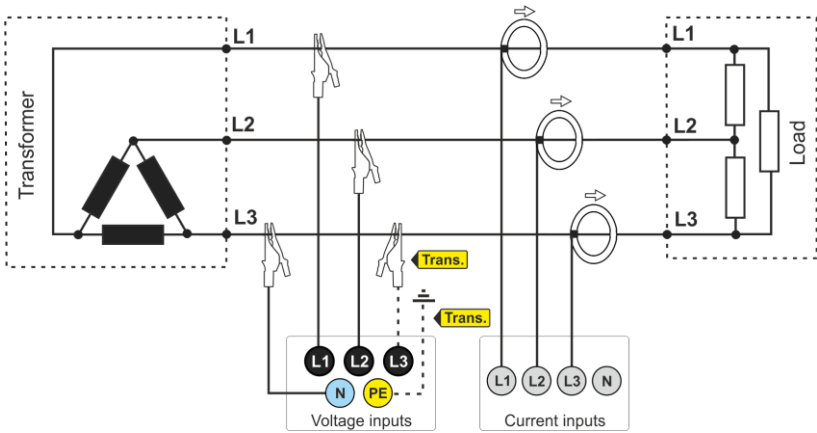 Transformer
L1
L2
L3
L1
L2
L3
Load
Trans.
Trans.
L1 L2 L3
N PE
Voltage inputs
L1 L2 L3 N
Current inputs